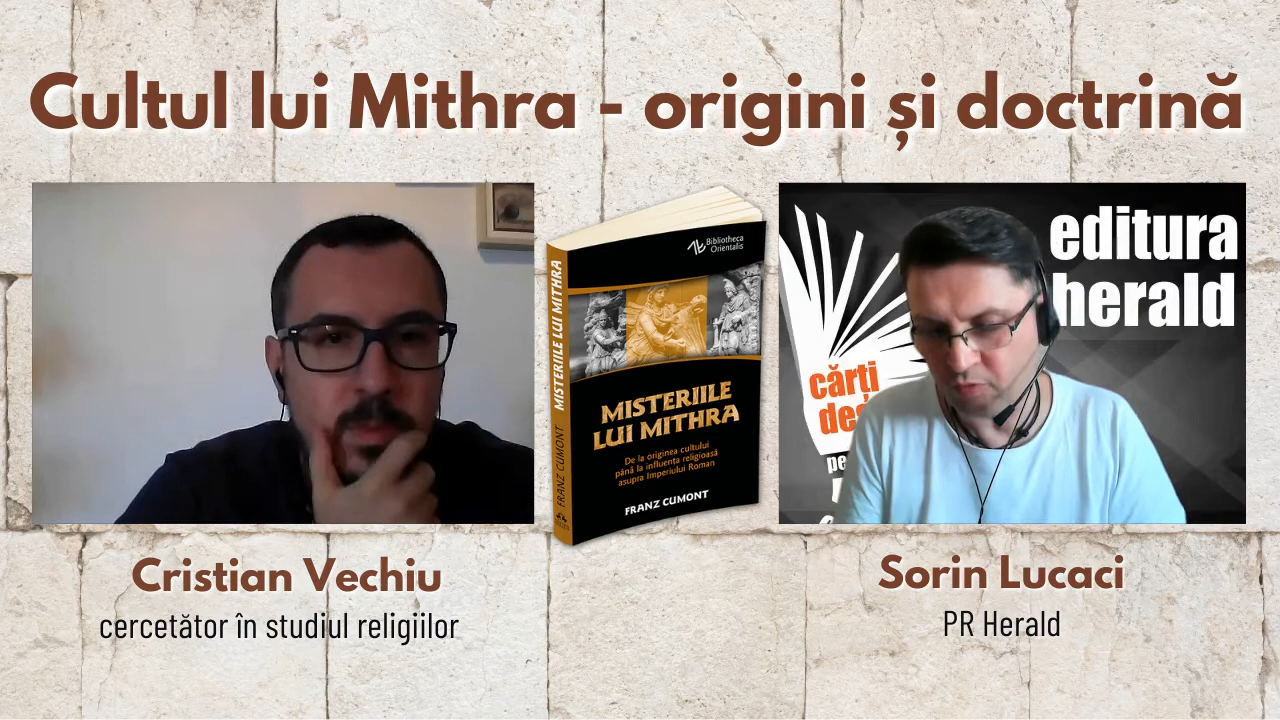 Cultul lui Mithra - origini și doctrină
editura
herald
cărți
Bibliotheca
Orientalis
MISTERIILE LUI MITHRA
FRANZ CUMONT
MISTERIILE
LUI MITHRA
De la originea cultului
până la influența religioasă
asupra Imperiului Roman
FRANZ CUMONT
Cristian Vechiu
cercetător în studiul religiilor
Sorin Lucaci
PR Herald